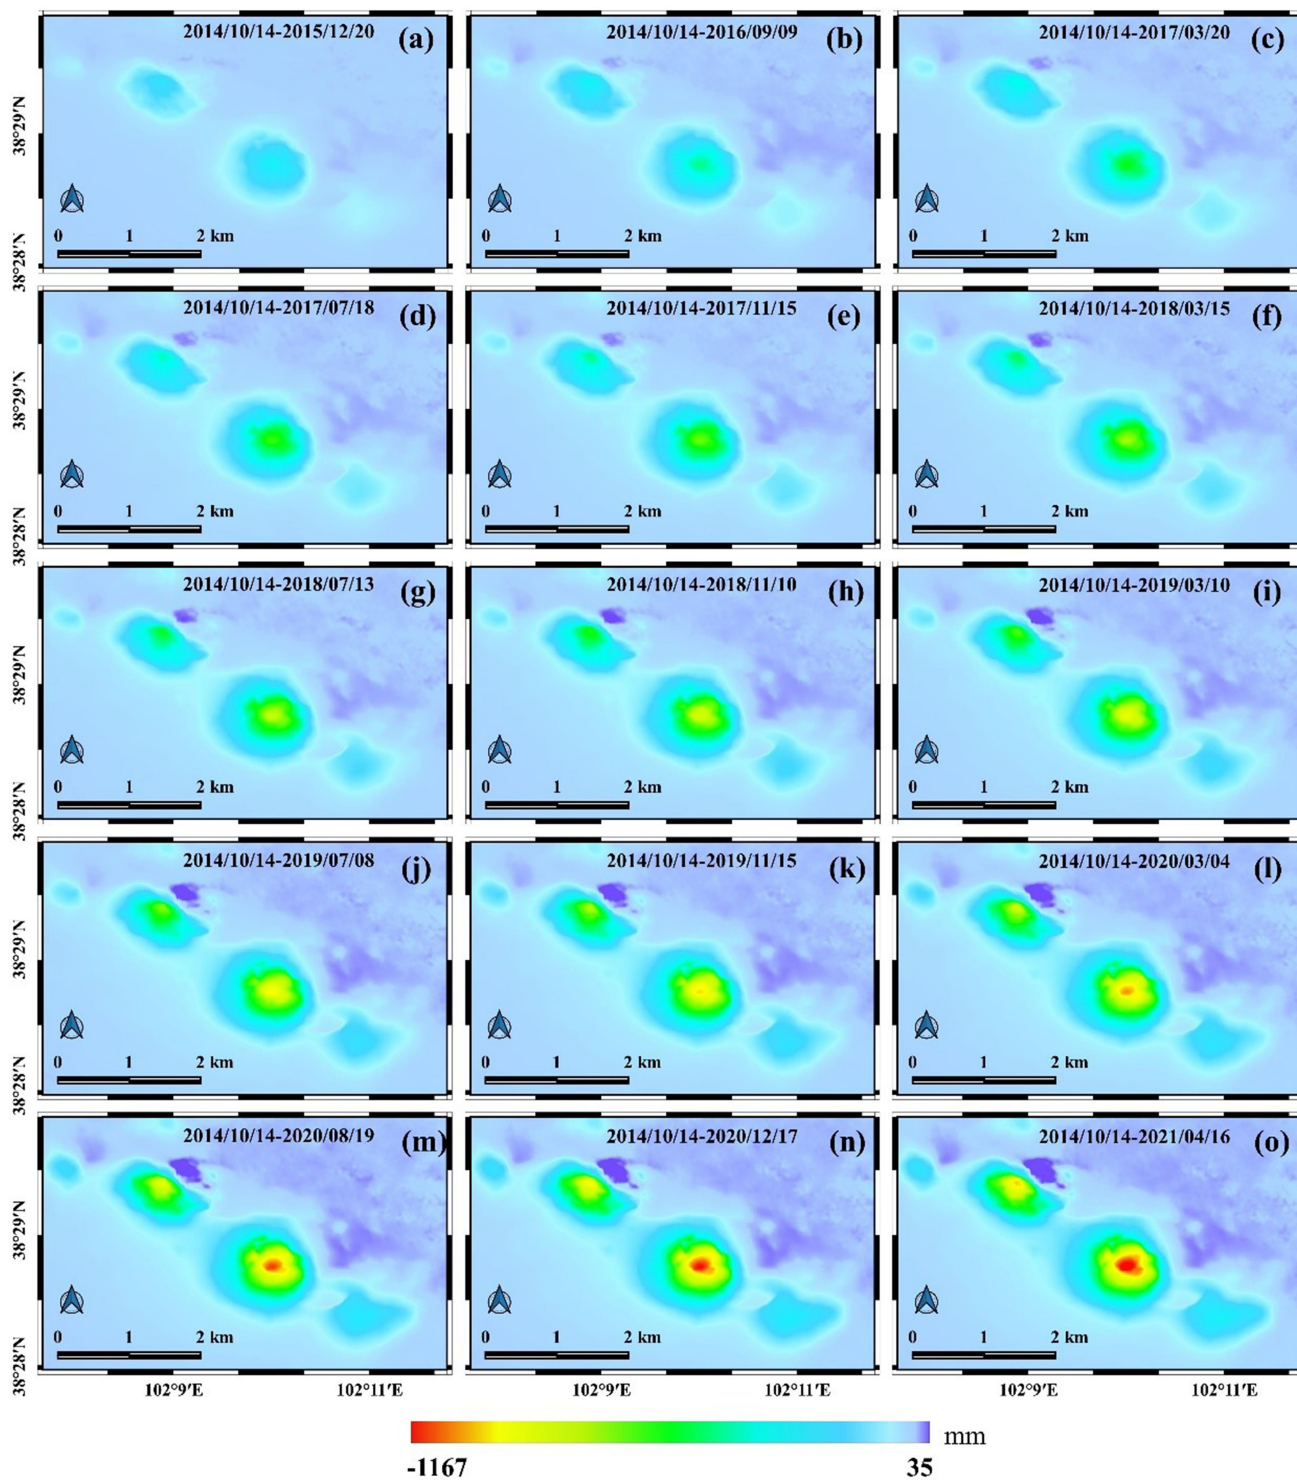 2014/10/14-2015/12/20 (a) 2014/10/14-2016/09/09 (b) 2014/10/14-2017/03/20 (c)
38°29'N
0 1 2 km 0 1 2 km 0 1 2 km
38°28'N
2014/10/14-2017/07/18 (d) 2014/10/14-2017/11/15 (e) 2014/10/14-2018/03/15 (f)
38°29'N
0 1 2 km 0 1 2 km 0 1 2 km
38°28'N
2014/10/14-2018/07/13 (g) 2014/10/14-2018/11/10 (h) 2014/10/14-2019/03/10 (i)
38°29'N
0 1 2 km 0 1 2 km 0 1 2 km
38°28'N
2014/10/14-2019/07/08 (j) 2014/10/14-2019/11/15 (k) 2014/10/14-2020/03/04 (l)
38°29'N
0 1 2 km 0 1 2 km 0 1 2 km
38°28'N
2014/10/14-2020/08/19 (m) 2014/10/14-2020/12/17 (n) 2014/10/14-2021/04/16 (o)
38°29'N
0 1 2 km 0 1 2 km 0 1 2 km
38°28'N
102°9'E 102°11'E 102°9'E 102°11'E 102°9'E 102°11'E
mm
-1167 35